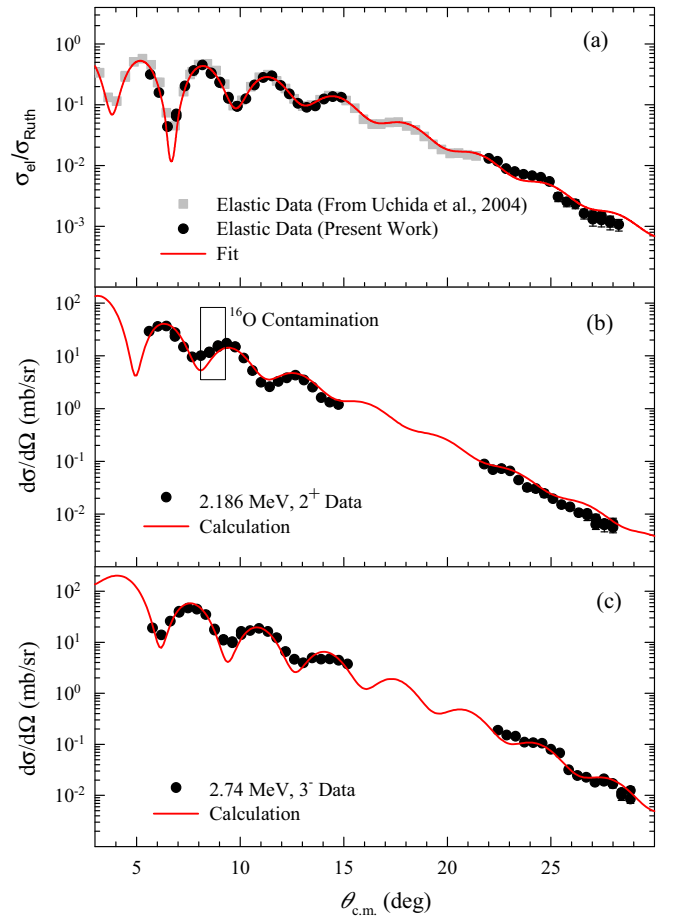 (a)
10⁰
10⁻¹
10⁻²
10⁻³
σ_el/σ_Ruth
Elastic Data (From Uchida et al., 2004)
Elastic Data (Present Work)
Fit
(b)
10²
10¹
10⁰
10⁻¹
10⁻²
dσ/dΩ (mb/sr)
¹⁶O Contamination
2.186 MeV, 2⁺ Data
Calculation
(c)
10²
10¹
10⁰
10⁻¹
10⁻²
dσ/dΩ (mb/sr)
2.74 MeV, 3⁻ Data
Calculation
5 10 15 20 25
θ_c.m. (deg)